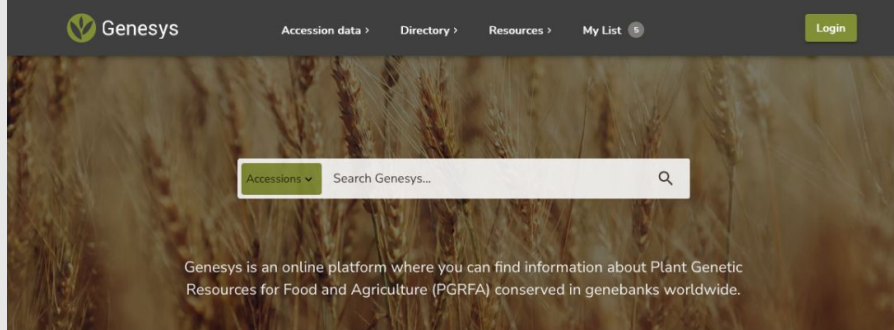 Genesys
Accession data >
Directory >
Resources >
My List 5
Login
Accessions
Search Genesys...
Genesys is an online platform where you can find information about Plant Genetic
Resources for Food and Agriculture (PGRFA) conserved in genebanks worldwide.